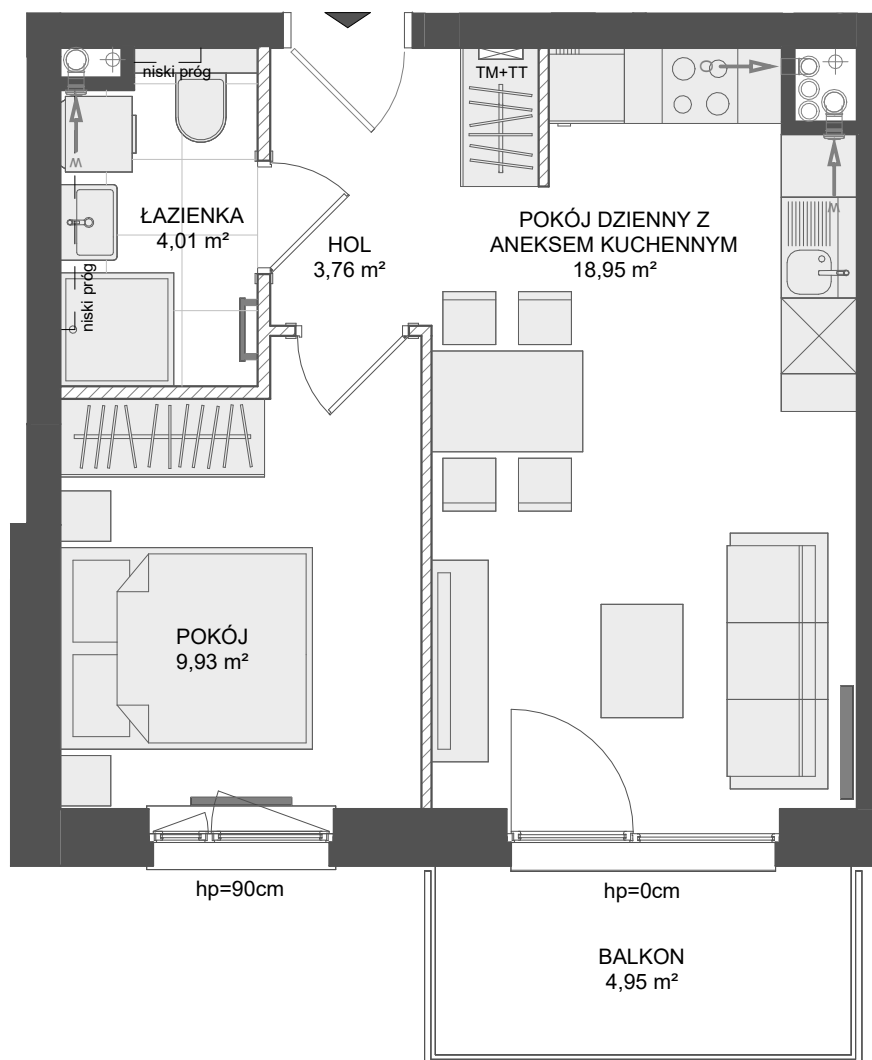 niski próg
TM+TT
W
W
ŁAZIENKA
4,01 m²
HOL
3,76 m²
POKÓJ DZIENNY Z
ANEKSEM KUCHENNYM
18,95 m²
niski próg
POKÓJ
9,93 m²
hp=90cm
hp=0cm
BALKON
4,95 m²